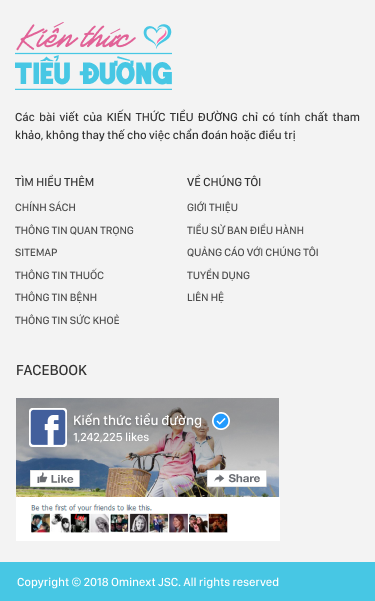 Kiến thức
TIỂU ĐƯỜNG
Các bài viết của KIẾN THỨC TIỂU ĐƯỜNG chỉ có tính chất tham
khảo, không thay thế cho việc chẩn đoán hoặc điều trị
TÌM HIỂU THÊM
CHÍNH SÁCH
THÔNG TIN QUAN TRỌNG
SITEMAP
THÔNG TIN THUỐC
THÔNG TIN BỆNH
THÔNG TIN SỨC KHOẺ
VỀ CHÚNG TÔI
GIỚI THIỆU
TIỂU SỬ BAN ĐIỀU HÀNH
QUẢNG CÁO VỚI CHÚNG TÔI
TUYỂN DỤNG
LIÊN HỆ
FACEBOOK
f
Kiến thức tiểu đường
1,242,225 likes
Like
Share
Be the first of your friends to like this.
Copyright © 2018 Ominext JSC. All rights reserved